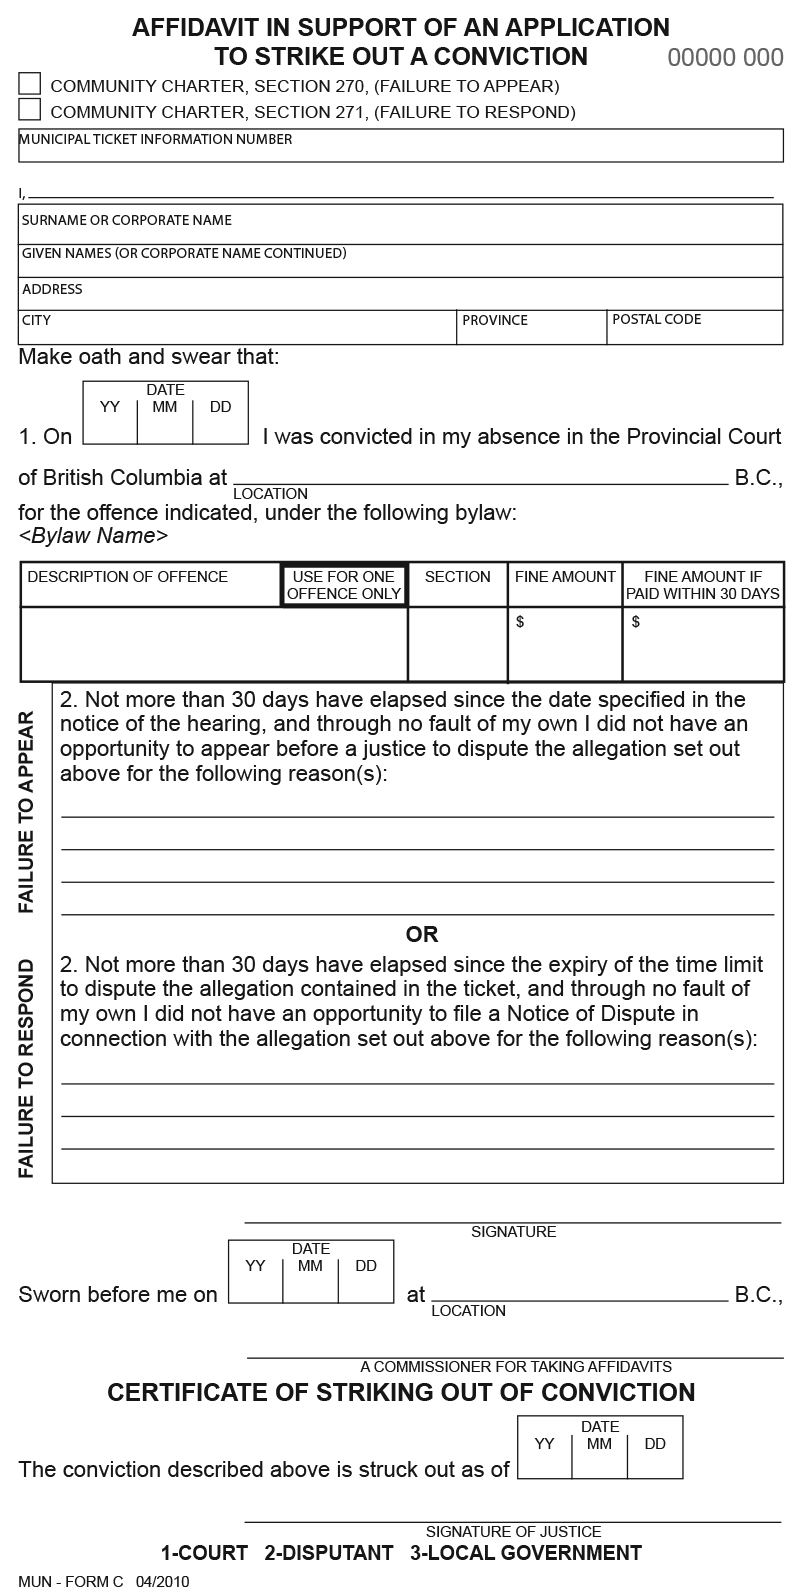 AFFIDAVIT IN SUPPORT OF AN APPLICATION
TO STRIKE OUT A CONVICTION 00000 000
COMMUNITY CHARTER, SECTION 270, (FAILURE TO APPEAR)
COMMUNITY CHARTER, SECTION 271, (FAILURE TO RESPOND)
MUNICIPAL TICKET INFORMATION NUMBER
I,
SURNAME OR CORPORATE NAME
GIVEN NAMES (OR CORPORATE NAME CONTINUED)
ADDRESS
CITY PROVINCE POSTAL CODE
Make oath and swear that:
DATE
YY MM DD
1. On I was convicted in my absence in the Provincial Court
of British Columbia at B.C.,
LOCATION
for the offence indicated, under the following bylaw:
<Bylaw Name>
DESCRIPTION OF OFFENCE USE FOR ONE SECTION FINE AMOUNT FINE AMOUNT IF
OFFENCE ONLY PAID WITHIN 30 DAYS
$ $
FAILURE TO APPEAR
2. Not more than 30 days have elapsed since the date specified in the
notice of the hearing, and through no fault of my own I did not have an
opportunity to appear before a justice to dispute the allegation set out
above for the following reason(s):
OR
FAILURE TO RESPOND
2. Not more than 30 days have elapsed since the expiry of the time limit
to dispute the allegation contained in the ticket, and through no fault of
my own I did not have an opportunity to file a Notice of Dispute in
connection with the allegation set out above for the following reason(s):
SIGNATURE
DATE
YY MM DD
Sworn before me on at B.C.,
LOCATION
A COMMISSIONER FOR TAKING AFFIDAVITS
CERTIFICATE OF STRIKING OUT OF CONVICTION
DATE
YY MM DD
The conviction described above is struck out as of
SIGNATURE OF JUSTICE
1-COURT 2-DISPUTANT 3-LOCAL GOVERNMENT
MUN - FORM C 04/2010